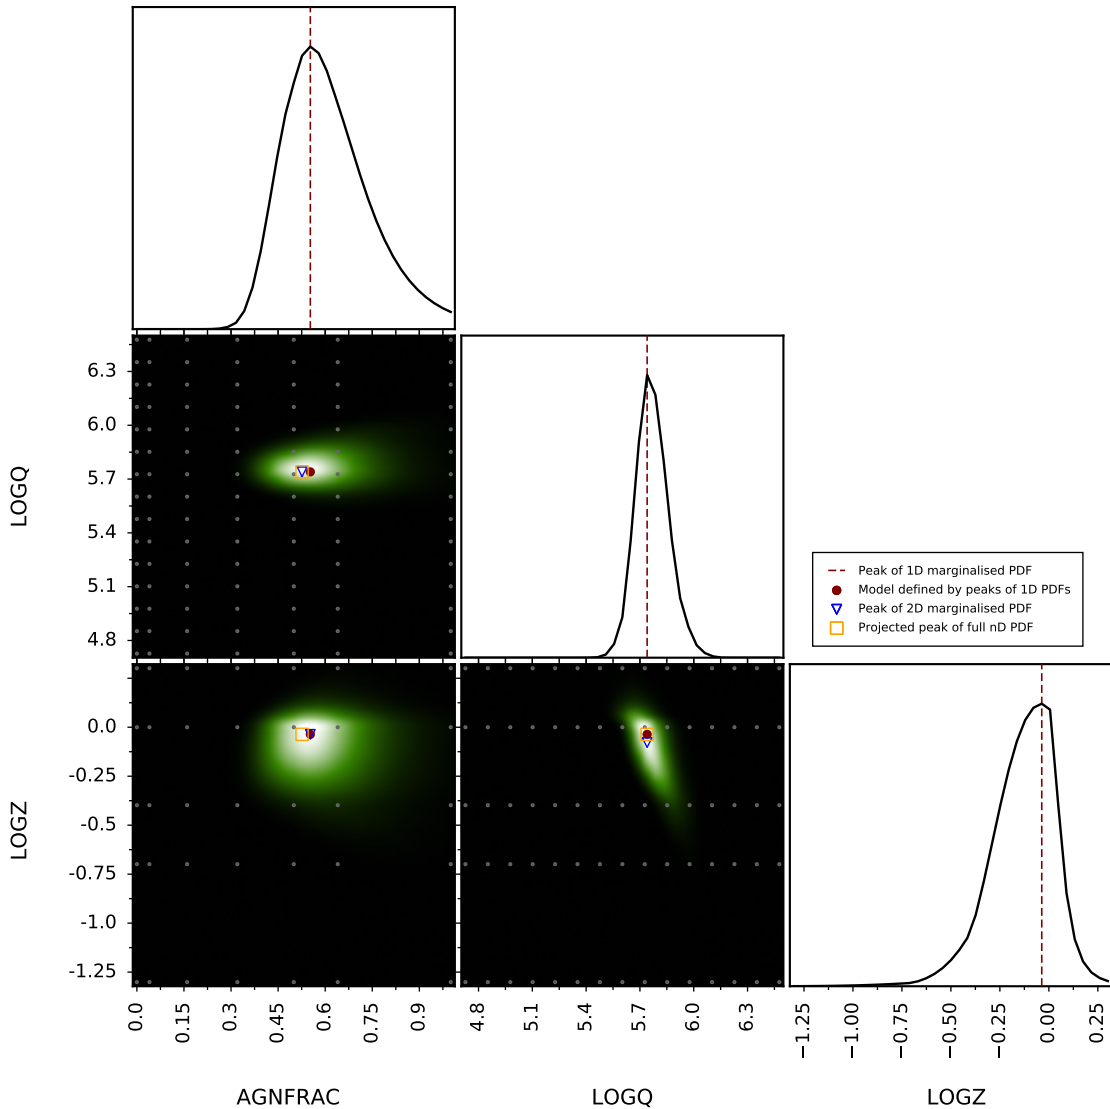 LOGQ
6.3
6.0
5.7
5.4
5.1
4.8
Peak of 1D marginalised PDF
Model defined by peaks of 1D PDFs
Peak of 2D marginalised PDF
Projected peak of full nD PDF
LOGZ
0.0
-0.25
-0.5
-0.75
-1.0
-1.25
0.0 0.15 0.3 0.45 0.6 0.75 0.9
4.8 5.1 5.4 5.7 6.0 6.3
−1.25 −1.00 −0.75 −0.50 −0.25 0.00 0.25
AGNFRAC LOGQ LOGZ